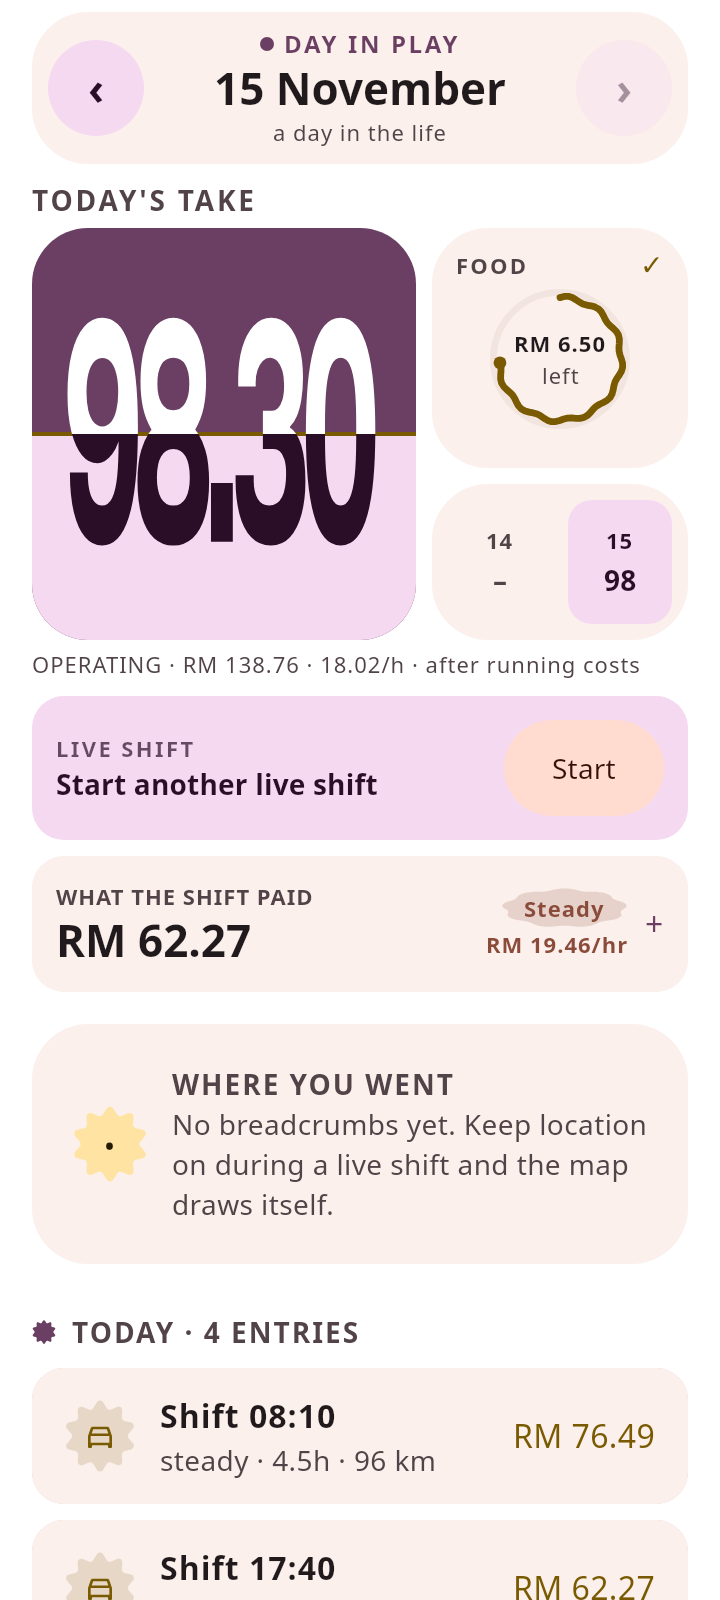 DAY IN PLAY
‹
15 November
›
a day in the life
TODAY'S TAKE
98.30
FOOD ✓
RM 6.50
left
14
–
15
98
OPERATING · RM 138.76 · 18.02/h · after running costs
LIVE SHIFT
Start another live shift
Start
WHAT THE SHIFT PAID
RM 62.27
Steady
RM 19.46/hr
+
WHERE YOU WENT
No breadcrumbs yet. Keep location
on during a live shift and the map
draws itself.
TODAY · 4 ENTRIES
Shift 08:10
steady · 4.5h · 96 km
RM 76.49
Shift 17:40
RM 62.27